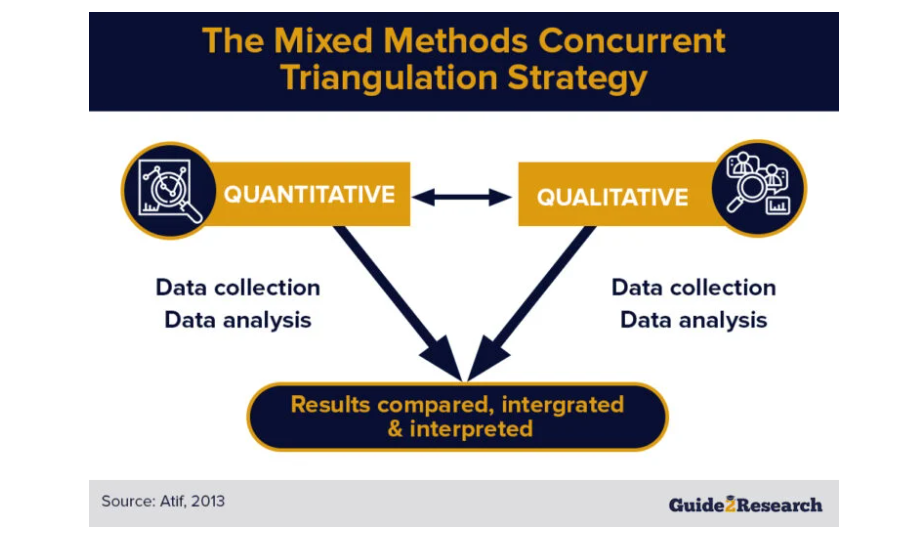 The Mixed Methods Concurrent
Triangulation Strategy
QUANTITATIVE
QUALITATIVE
Data collection
Data analysis
Data collection
Data analysis
Results compared, intergrated
& interpreted
Source: Atif, 2013
Guide2Research